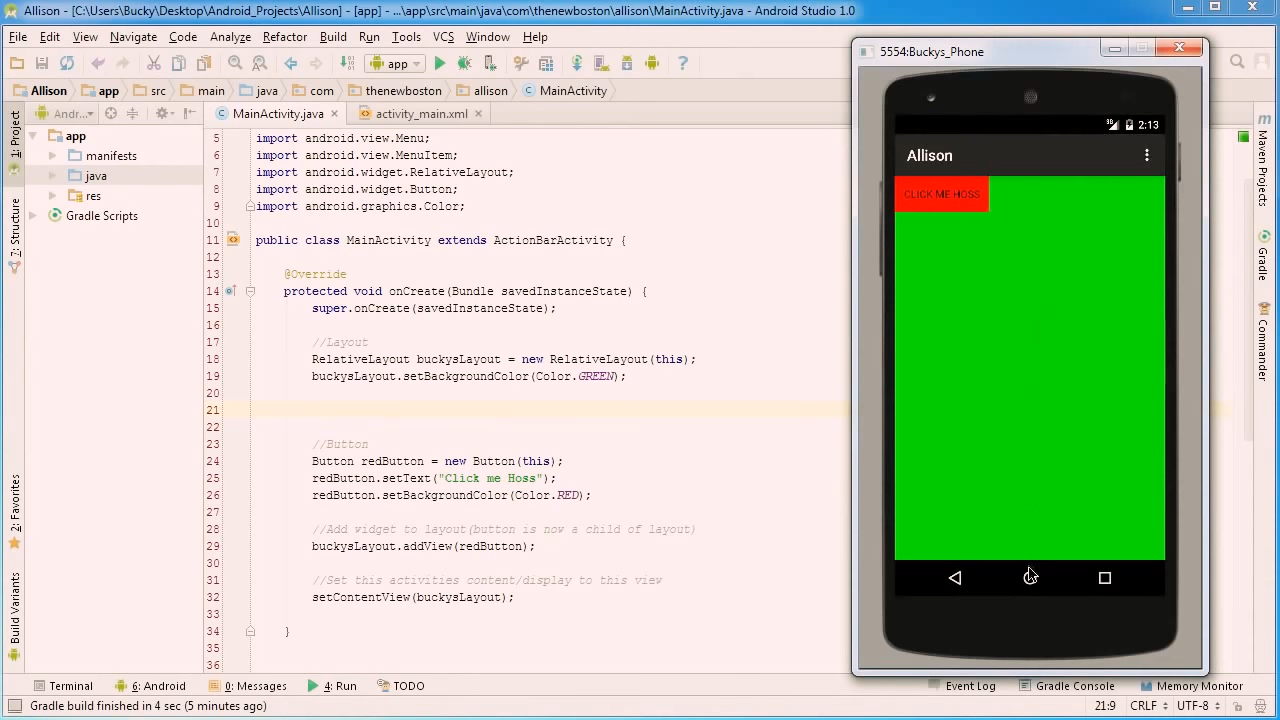 Allison - [C:\Users\Bucky\Desktop\Android_Projects\Allison] - [app] - ...\app\src\main\java\com\thenewboston\allison\MainActivity.java - Android Studio 1.0
File Edit View Navigate Code Analyze Refactor Build Run Tools VCS Window Help
app
Allison app src main java com thenewboston allison MainActivity
Andr...
MainActivity.java activity_main.xml
1: Project
7: Structure
2: Favorites
Build Variants
app
manifests
java
res
Gradle Scripts
5 import android.view.Menu;
6 import android.view.MenuItem;
7 import android.widget.RelativeLayout;
8 import android.widget.Button;
9 import android.graphics.Color;
10
11 public class MainActivity extends ActionBarActivity {
12
13 @Override
14 protected void onCreate(Bundle savedInstanceState) {
15 super.onCreate(savedInstanceState);
16
17 //Layout
18 RelativeLayout buckysLayout = new RelativeLayout(this);
19 buckysLayout.setBackgroundColor(Color.GREEN);
20
21
22
23 //Button
24 Button redButton = new Button(this);
25 redButton.setText("Click me Hoss");
26 redButton.setBackgroundColor(Color.RED);
27
28 //Add widget to layout(button is now a child of layout)
29 buckysLayout.addView(redButton);
30
31 //Set this activities content/display to this view
32 setContentView(buckysLayout);
33
34 }
35
36
5554:Buckys_Phone
3G 2:13
Allison
CLICK ME HOSS
Maven Projects
Gradle
Commander
Terminal 6: Android 0: Messages 4: Run TODO Event Log Gradle Console Memory Monitor
Gradle build finished in 4 sec (5 minutes ago) 21:9 CRLF UTF-8